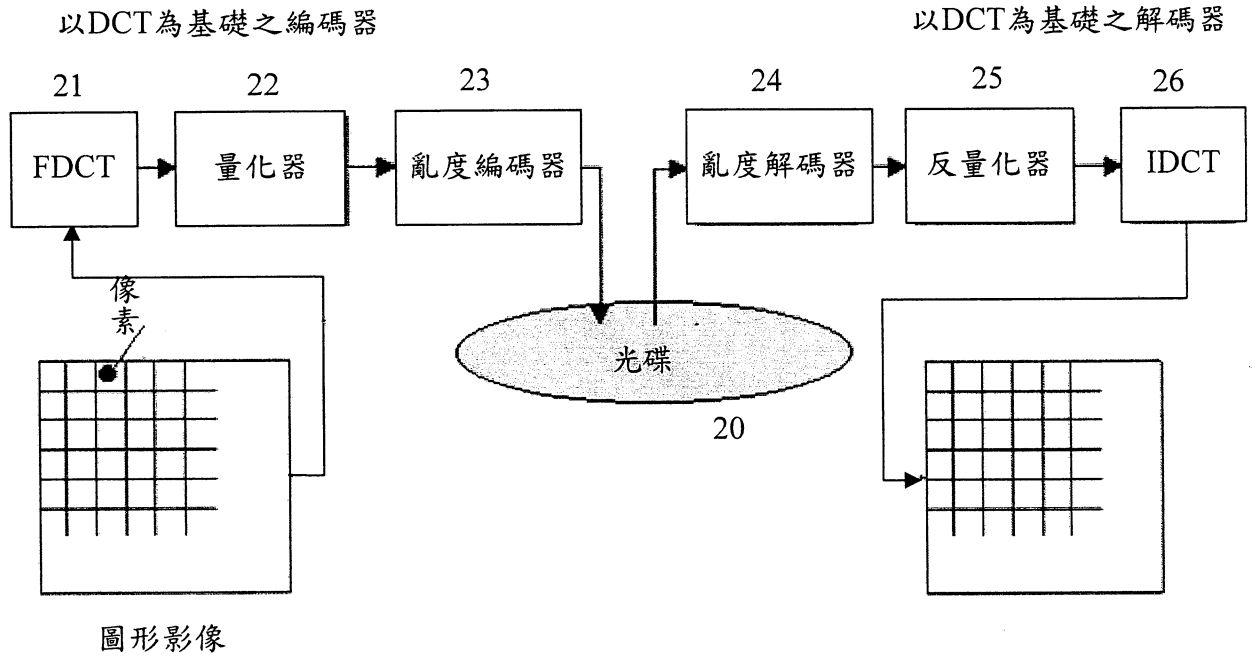 以DCT為基礎之編碼器
以DCT為基礎之解碼器
21
22
23
24
25
26
FDCT
量化器
亂度編碼器
亂度解碼器
反量化器
IDCT
像素
光碟
20
圖形影像